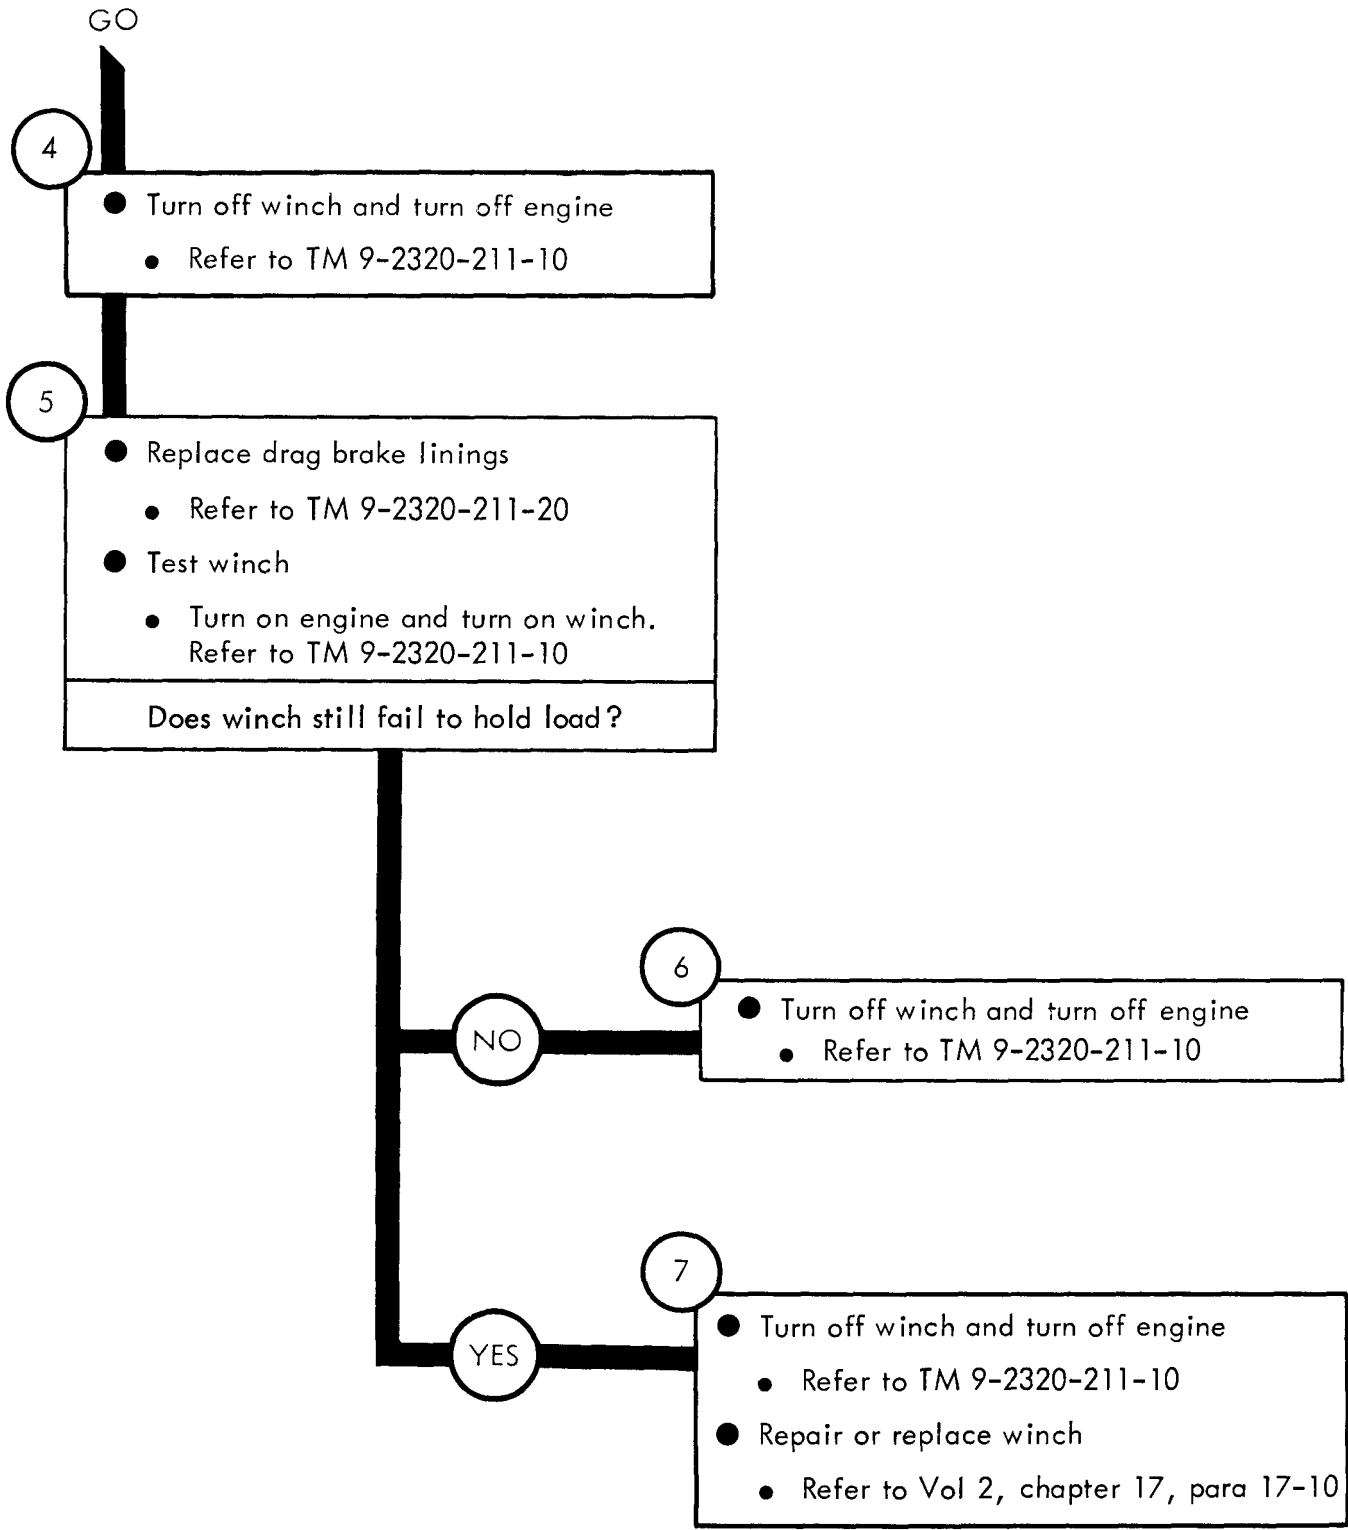 GO
4
● Turn off winch and turn off engine
● Refer to TM 9-2320-211-10
5
● Replace drag brake linings
● Refer to TM 9-2320-211-20
● Test winch
● Turn on engine and turn on winch.
Refer to TM 9-2320-211-10
Does winch still fail to hold load?
6
● Turn off winch and turn off engine
● Refer to TM 9-2320-211-10
NO
7
● Turn off winch and turn off engine
● Refer to TM 9-2320-211-10
● Repair or replace winch
● Refer to Vol 2, chapter 17, para 17-10
YES